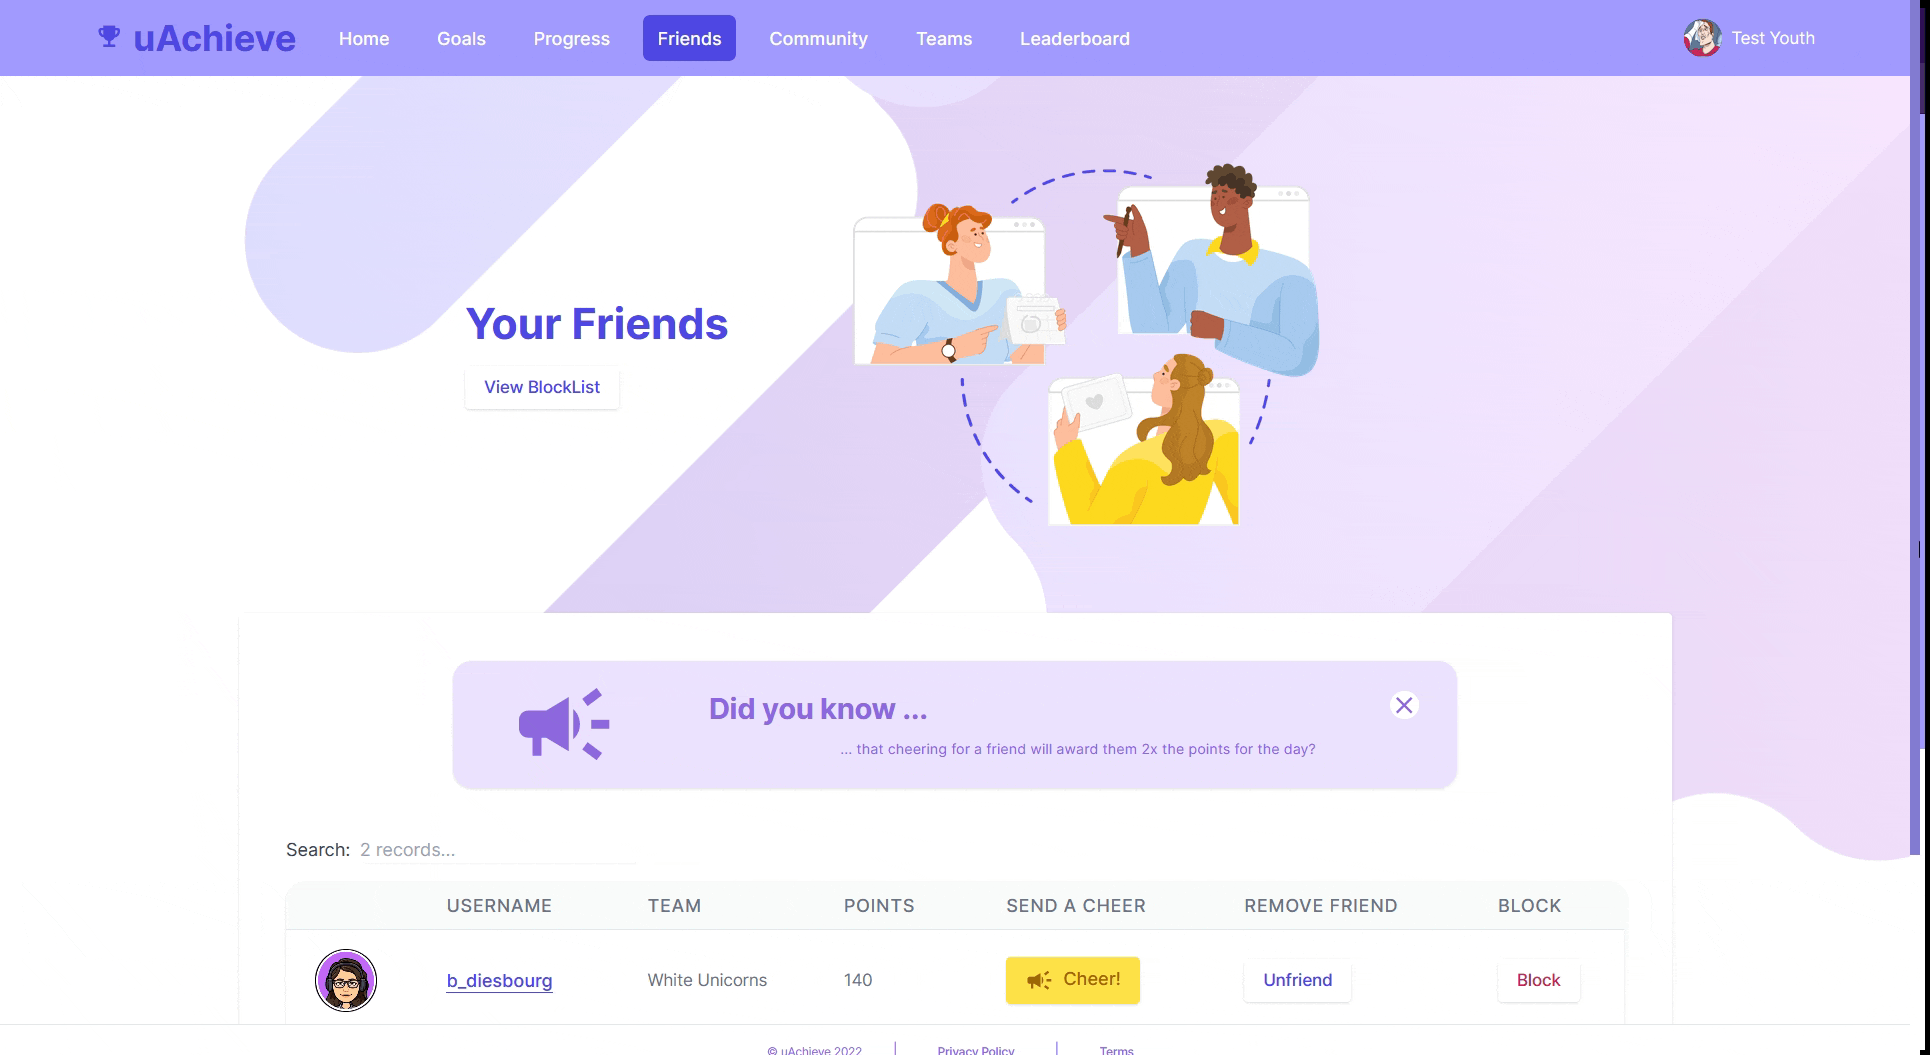 uAchieve Home Goals Progress Friends Community Teams Leaderboard Test Youth
Your Friends
View BlockList
Did you know ...
... that cheering for a friend will award them 2x the points for the day?
Search: 2 records...
USERNAME TEAM POINTS SEND A CHEER REMOVE FRIEND BLOCK
b_diesbourg White Unicorns 140 Cheer! Unfriend Block
© uAchieve 2022 | Privacy Policy | Terms